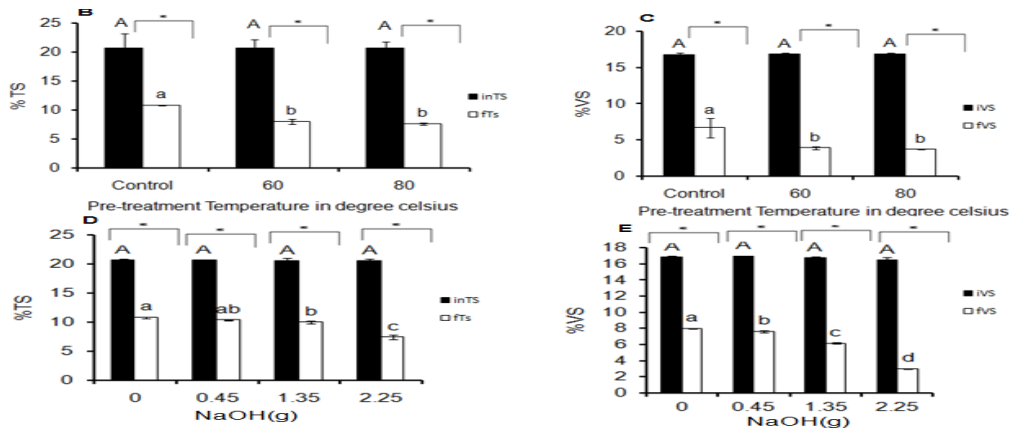 B
25
20
15
10
5
0
% TS
A * A * A *
a b b
inTS
fTs
Control 60 80
Pre-treatment Temperature in degree celsius
C
20
15
10
5
0
%VS
A * A * A *
a b b
iVS
fVS
Control 60 80
Pre-treatment Temperature in degree celsius
D
25
20
15
10
5
0
%TS
A * A * A * A *
a ab b c
inTS
fTs
0 0.45 1.35 2.25
NaOH(g)
E
18
16
14
12
10
8
6
4
2
0
%VS
A * A * A * A *
a b c d
iVS
fVS
0 0.45 1.35 2.25
NaOH(g)